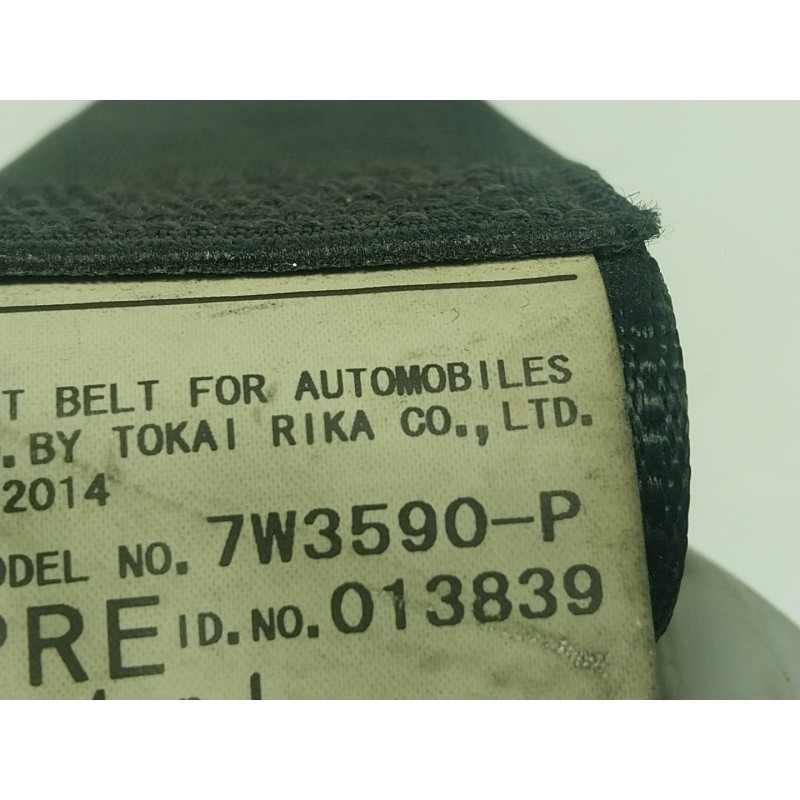 T BELT FOR AUTOMOBILES
. BY TOKAI RIKA CO., LTD.
2014
ODEL NO. 7W3590-P
PRE ID. NO. 013839